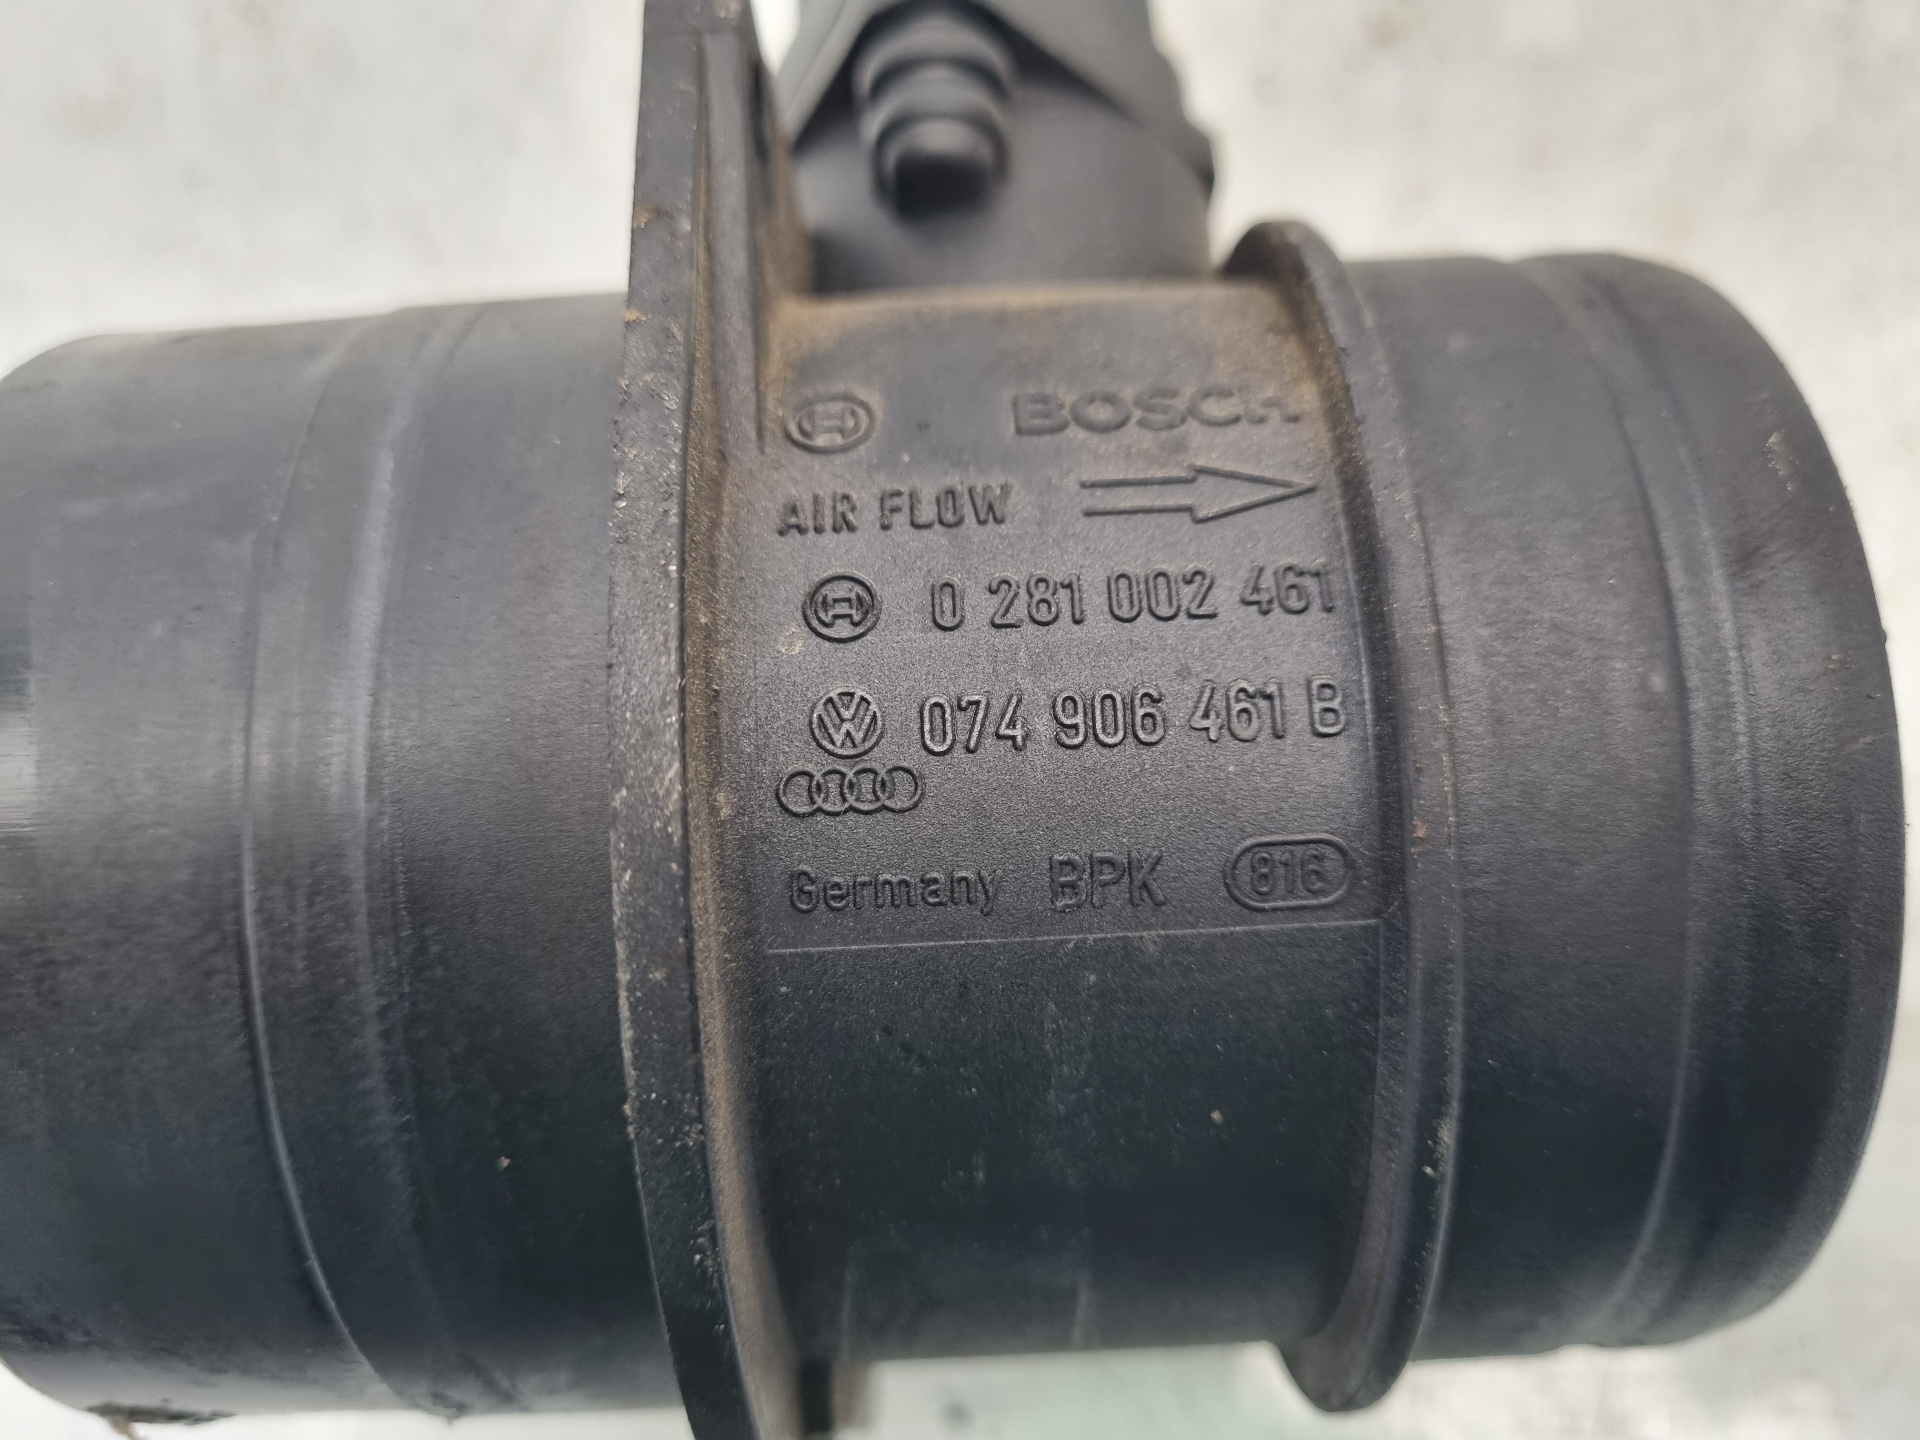 BOSCH
AIR FLOW
0 281 002 461
074 906 461 B
Germany BPK 816